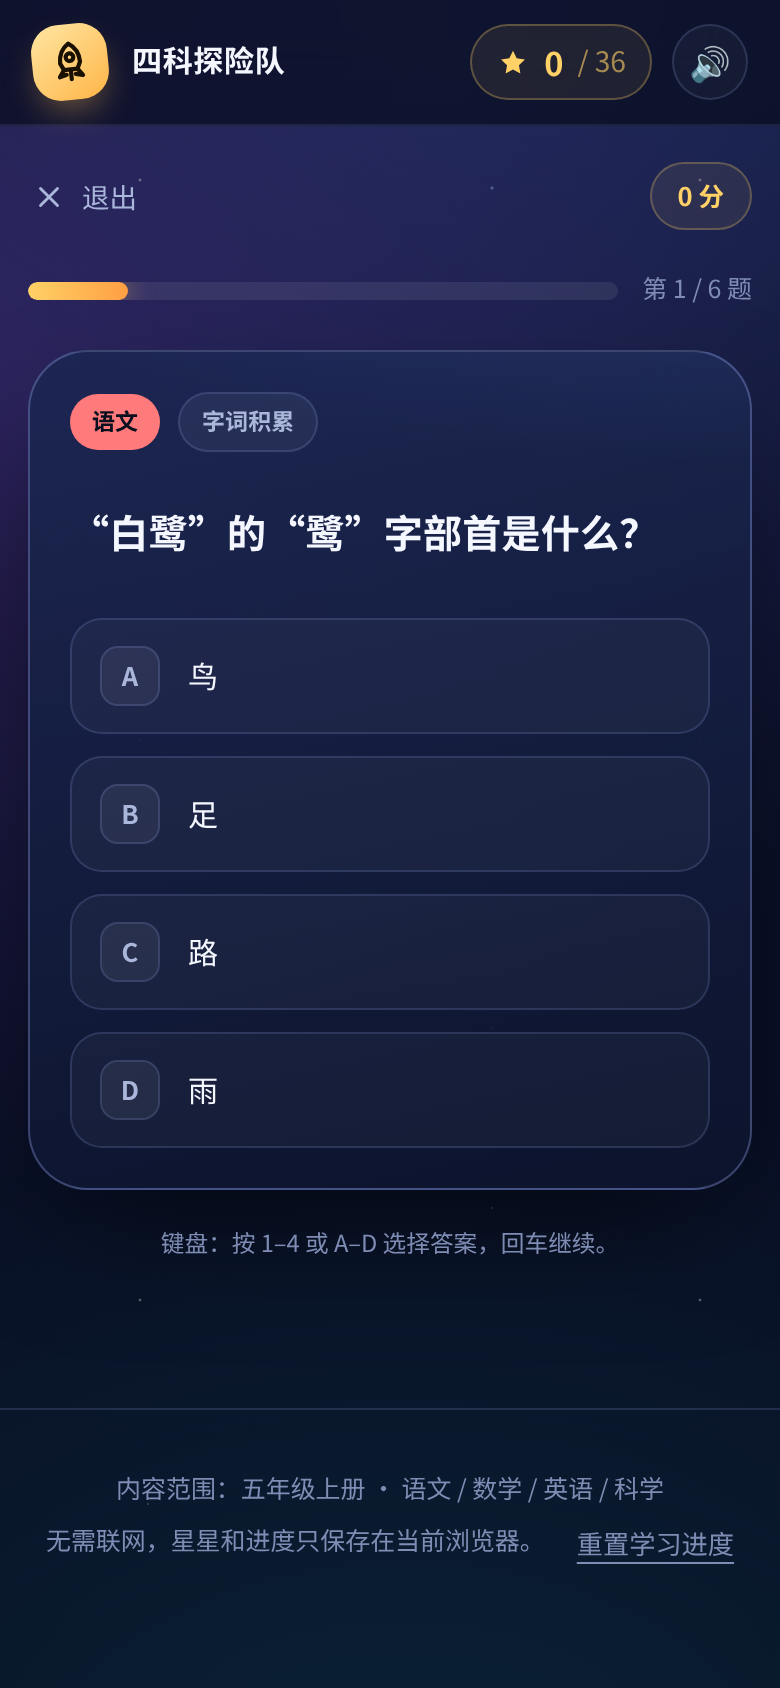 四科探险队
0 / 36
退出
0 分
第 1 / 6 题
语文
字词积累
“白鹭”的“鹭”字部首是什么？
A 鸟
B 足
C 路
D 雨
键盘：按 1–4 或 A–D 选择答案，回车继续。
内容范围：五年级上册 · 语文 / 数学 / 英语 / 科学
无需联网，星星和进度只保存在当前浏览器。 重置学习进度